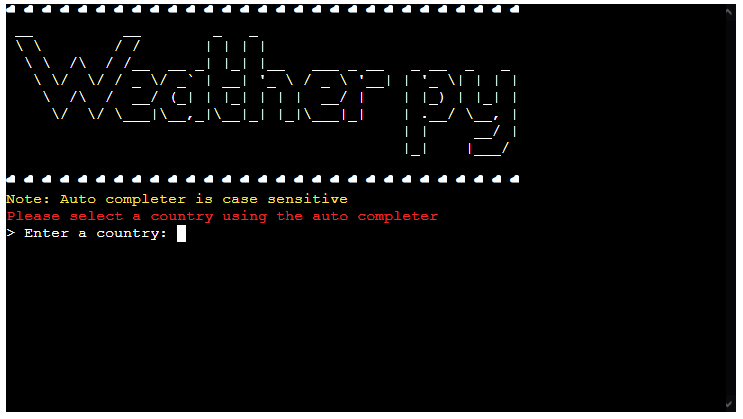 Weather py
Note: Auto completer is case sensitive
Please select a country using the auto completer
> Enter a country: